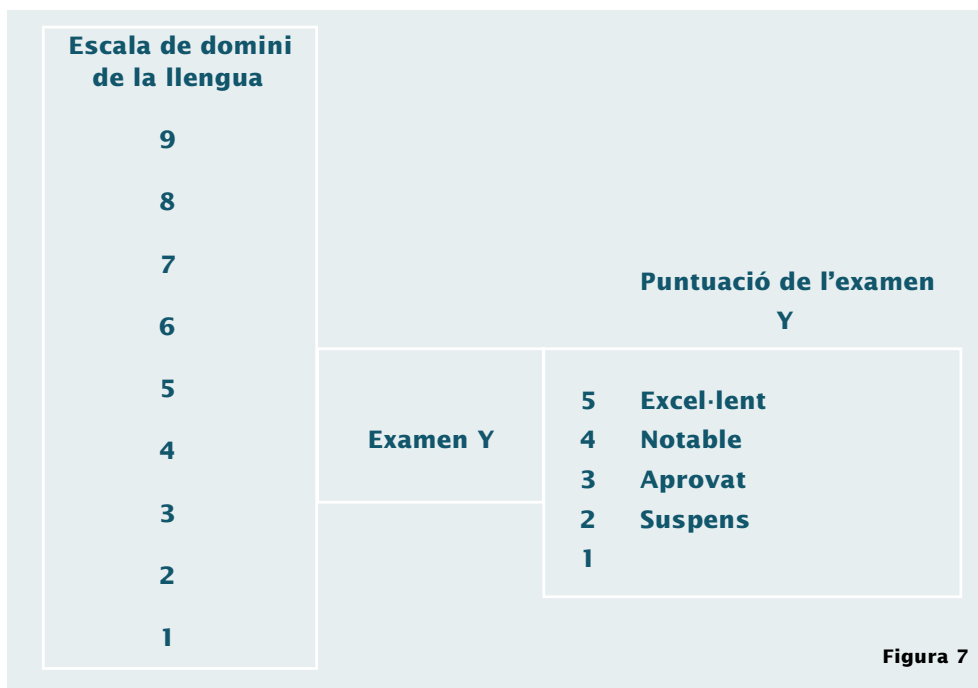 Escala de domini
de la llengua
9
8
7
6
5
4
3
2
1
Examen Y
Puntuació de l’examen
Y
5 Excel·lent
4 Notable
3 Aprovat
2 Suspens
1
Figura 7